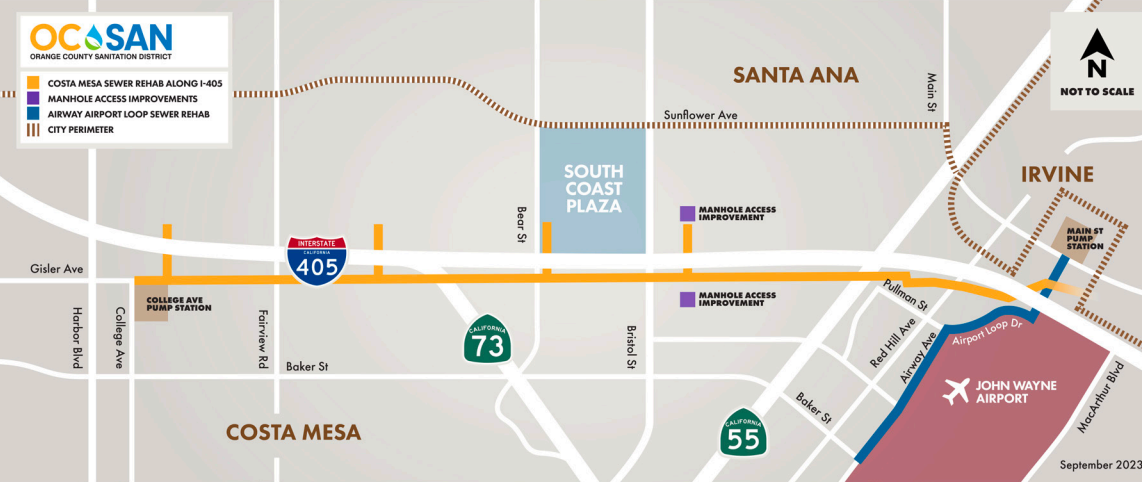 OC SAN
ORANGE COUNTY SANITATION DISTRICT
COSTA MESA SEWER REHAB ALONG I-405
MANHOLE ACCESS IMPROVEMENTS
AIRWAY AIRPORT LOOP SEWER REHAB
CITY PERIMETER
N
NOT TO SCALE
SANTA ANA
Main St
Sunflower Ave
SOUTH
COAST
PLAZA
IRVINE
Bear St
MANHOLE ACCESS
IMPROVEMENT
MAIN ST
PUMP
STATION
INTERSTATE
CALIFORNIA
405
Gisler Ave
COLLEGE AVE
PUMP STATION
MANHOLE ACCESS
IMPROVEMENT
Pullman St
Harbor Blvd
College Ave
Fairview Rd
CALIFORNIA
73
Bristol St
Red Hill Ave
Airway Ave
Airport Loop Dr
Baker St
JOHN WAYNE
AIRPORT
MacArthur Blvd
Baker St
CALIFORNIA
55
COSTA MESA
September 2023